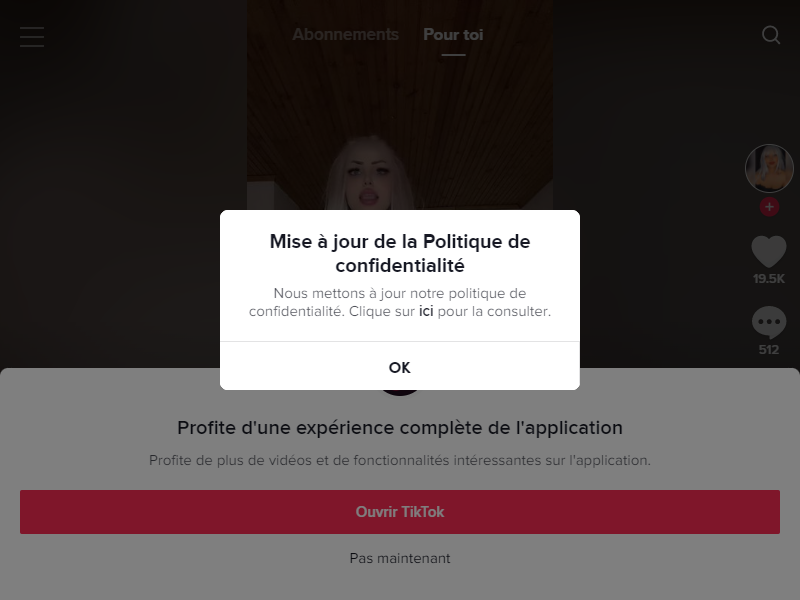 Abonnements Pour toi
Mise à jour de la Politique de
confidentialité
Nous mettons à jour notre politique de
confidentialité. Clique sur ici pour la consulter.
OK
19.5K
512
Profite d'une expérience complète de l'application
Profite de plus de vidéos et de fonctionnalités intéressantes sur l'application.
Ouvrir TikTok
Pas maintenant